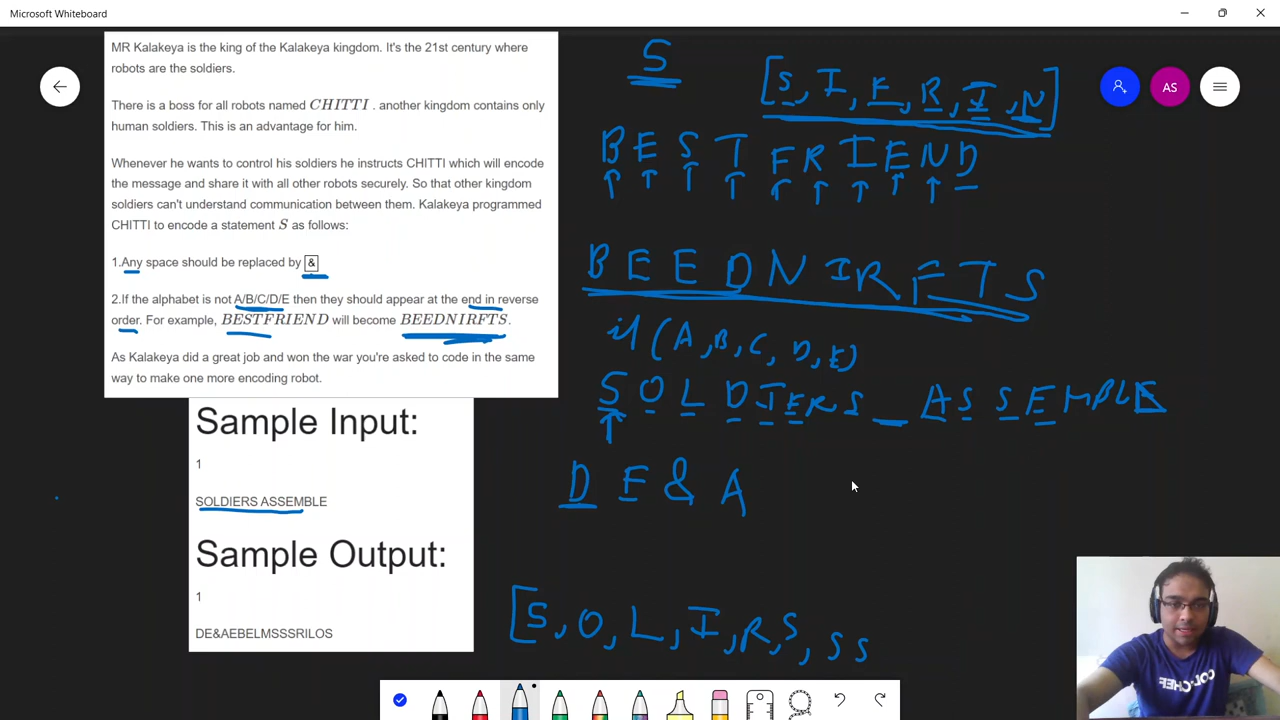 Microsoft Whiteboard
MR Kalakeya is the king of the Kalakeya kingdom. It's the 21st century where
robots are the soldiers.
There is a boss for all robots named CHITTI . another kingdom contains only
human soldiers. This is an advantage for him.
Whenever he wants to control his soldiers he instructs CHITTI which will encode
the message and share it with all other robots securely. So that other kingdom
soldiers can't understand communication between them. Kalakeya programmed
CHITTI to encode a statement S as follows:
1.Any space should be replaced by &
2.If the alphabet is not A/B/C/D/E then they should appear at the end in reverse
order. For example, BESTFRIEND will become BEEDNIRFTS.
As Kalakeya did a great job and won the war you're asked to code in the same
way to make one more encoding robot.
Sample Input:
1
SOLDIERS ASSEMBLE
Sample Output:
1
DE&AEBELMSSSRILOS
S
[S, T, F, R, I, N]
BEST FRIEND
BEEDNIRFTS
if (A, B, C, D, E)
SOLDIERS _ ASSEMBLE
DE&A
[S, O, L, I, R, S, S S
AS
COL-CHEF